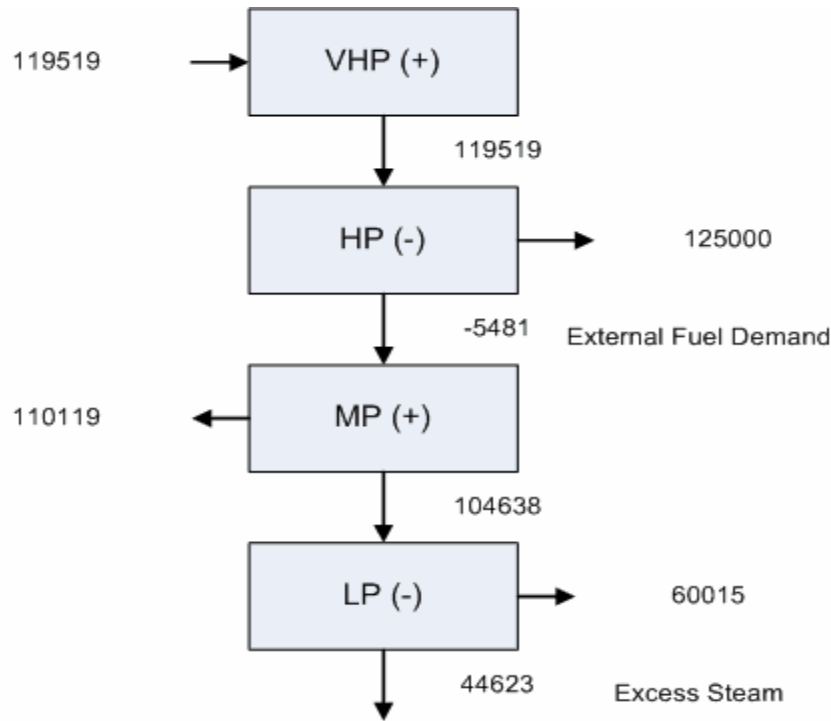 119519
VHP (+)
119519
HP (-)
125000
-5481
External Fuel Demand
110119
MP (+)
104638
LP (-)
60015
44623
Excess Steam